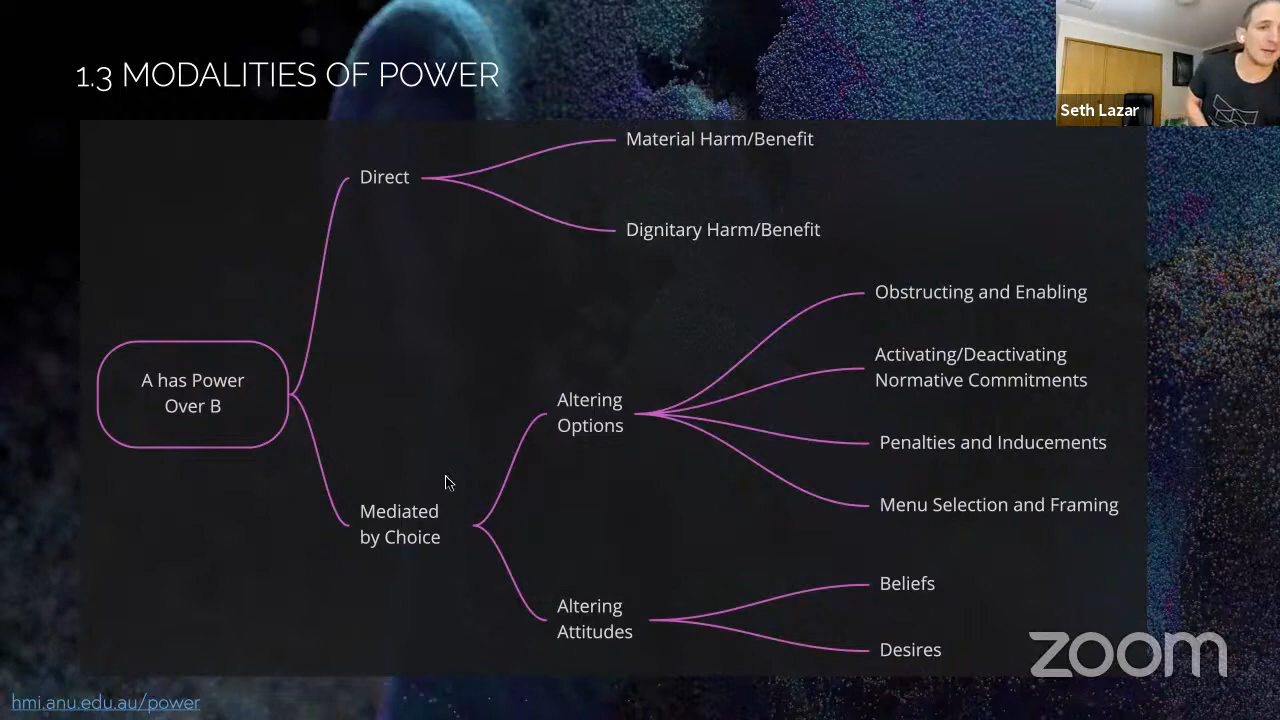 1.3 MODALITIES OF POWER
Seth Lazar
Material Harm/Benefit
Direct
Dignitary Harm/Benefit
Obstructing and Enabling
Activating/Deactivating
Normative Commitments
A has Power
Over B
Altering
Options
Penalties and Inducements
Menu Selection and Framing
Mediated
by Choice
Beliefs
Altering
Attitudes
Desires
zoom
hmi.anu.edu.au/power